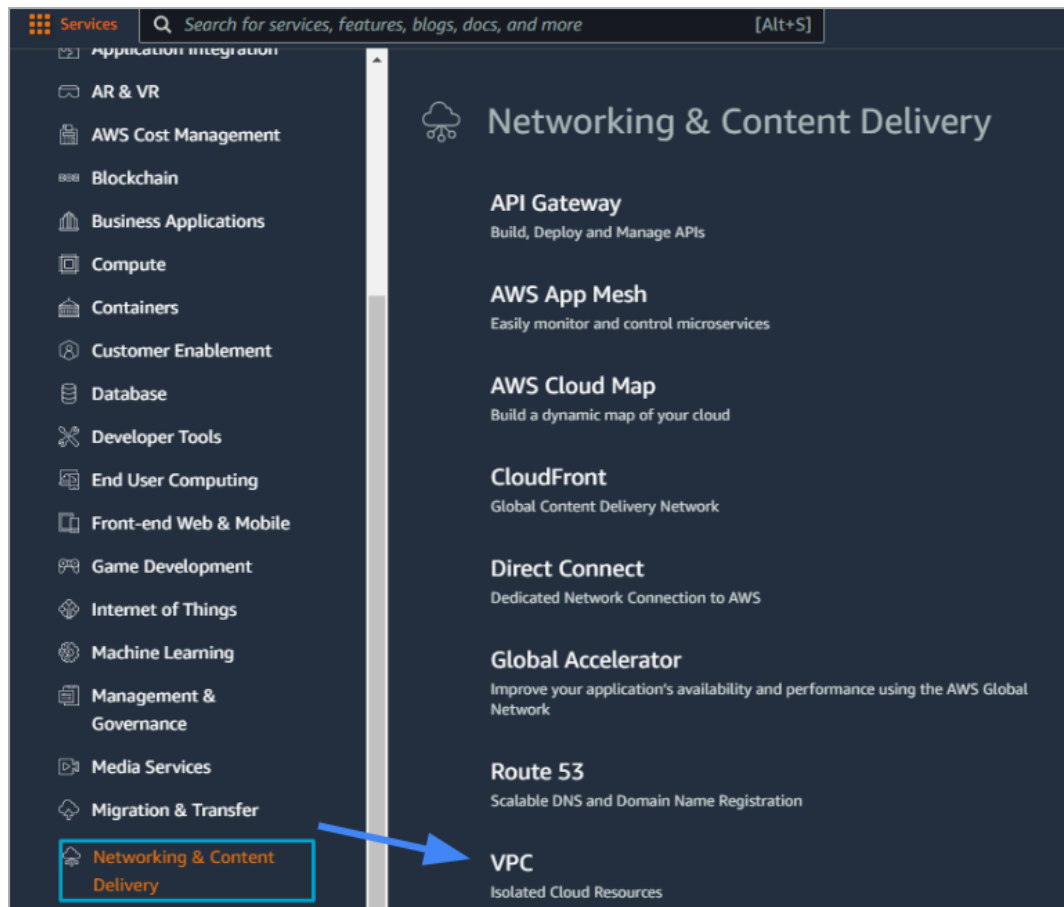 Services
Search for services, features, blogs, docs, and more [Alt+S]
Application Integration
AR & VR
AWS Cost Management
Blockchain
Business Applications
Compute
Containers
Customer Enablement
Database
Developer Tools
End User Computing
Front-end Web & Mobile
Game Development
Internet of Things
Machine Learning
Management &
Governance
Media Services
Migration & Transfer
Networking & Content
Delivery
Networking & Content Delivery
API Gateway
Build, Deploy and Manage APIs
AWS App Mesh
Easily monitor and control microservices
AWS Cloud Map
Build a dynamic map of your cloud
CloudFront
Global Content Delivery Network
Direct Connect
Dedicated Network Connection to AWS
Global Accelerator
Improve your application's availability and performance using the AWS Global
Network
Route 53
Scalable DNS and Domain Name Registration
VPC
Isolated Cloud Resources